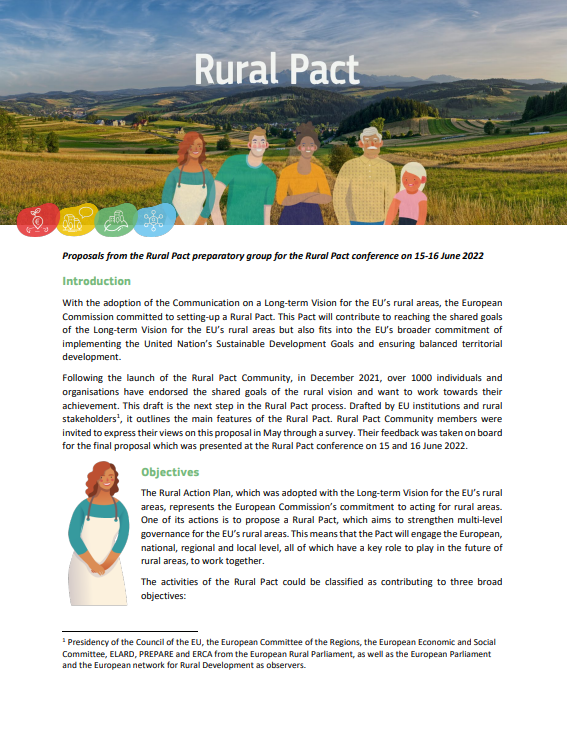 Rural Pact
Proposals from the Rural Pact preparatory group for the Rural Pact conference on 15-16 June 2022
Introduction
With the adoption of the Communication on a Long-term Vision for the EU's rural areas, the European
Commission committed to setting-up a Rural Pact. This Pact will contribute to reaching the shared goals
of the Long-term Vision for the EU's rural areas but also fits into the EU's broader commitment of
implementing the United Nation's Sustainable Development Goals and ensuring balanced territorial
development.
Following the launch of the Rural Pact Community, in December 2021, over 1000 individuals and
organisations have endorsed the shared goals of the rural vision and want to work towards their
achievement. This draft is the next step in the Rural Pact process. Drafted by EU institutions and rural
stakeholders¹, it outlines the main features of the Rural Pact. Rural Pact Community members were
invited to express their views on this proposal in May through a survey. Their feedback was taken on board
for the final proposal which was presented at the Rural Pact conference on 15 and 16 June 2022.
Objectives
The Rural Action Plan, which was adopted with the Long-term Vision for the EU's rural
areas, represents the European Commission's commitment to acting for rural areas.
One of its actions is to propose a Rural Pact, which aims to strengthen multi-level
governance for the EU's rural areas. This means that the Pact will engage the European,
national, regional and local level, all of which have a key role to play in the future of
rural areas, to work together.
The activities of the Rural Pact could be classified as contributing to three broad
objectives:
¹ Presidency of the Council of the EU, the European Committee of the Regions, the European Economic and Social
Committee, ELARD, PREPARE and ERCA from the European Rural Parliament, as well as the European Parliament
and the European network for Rural Development as observers.